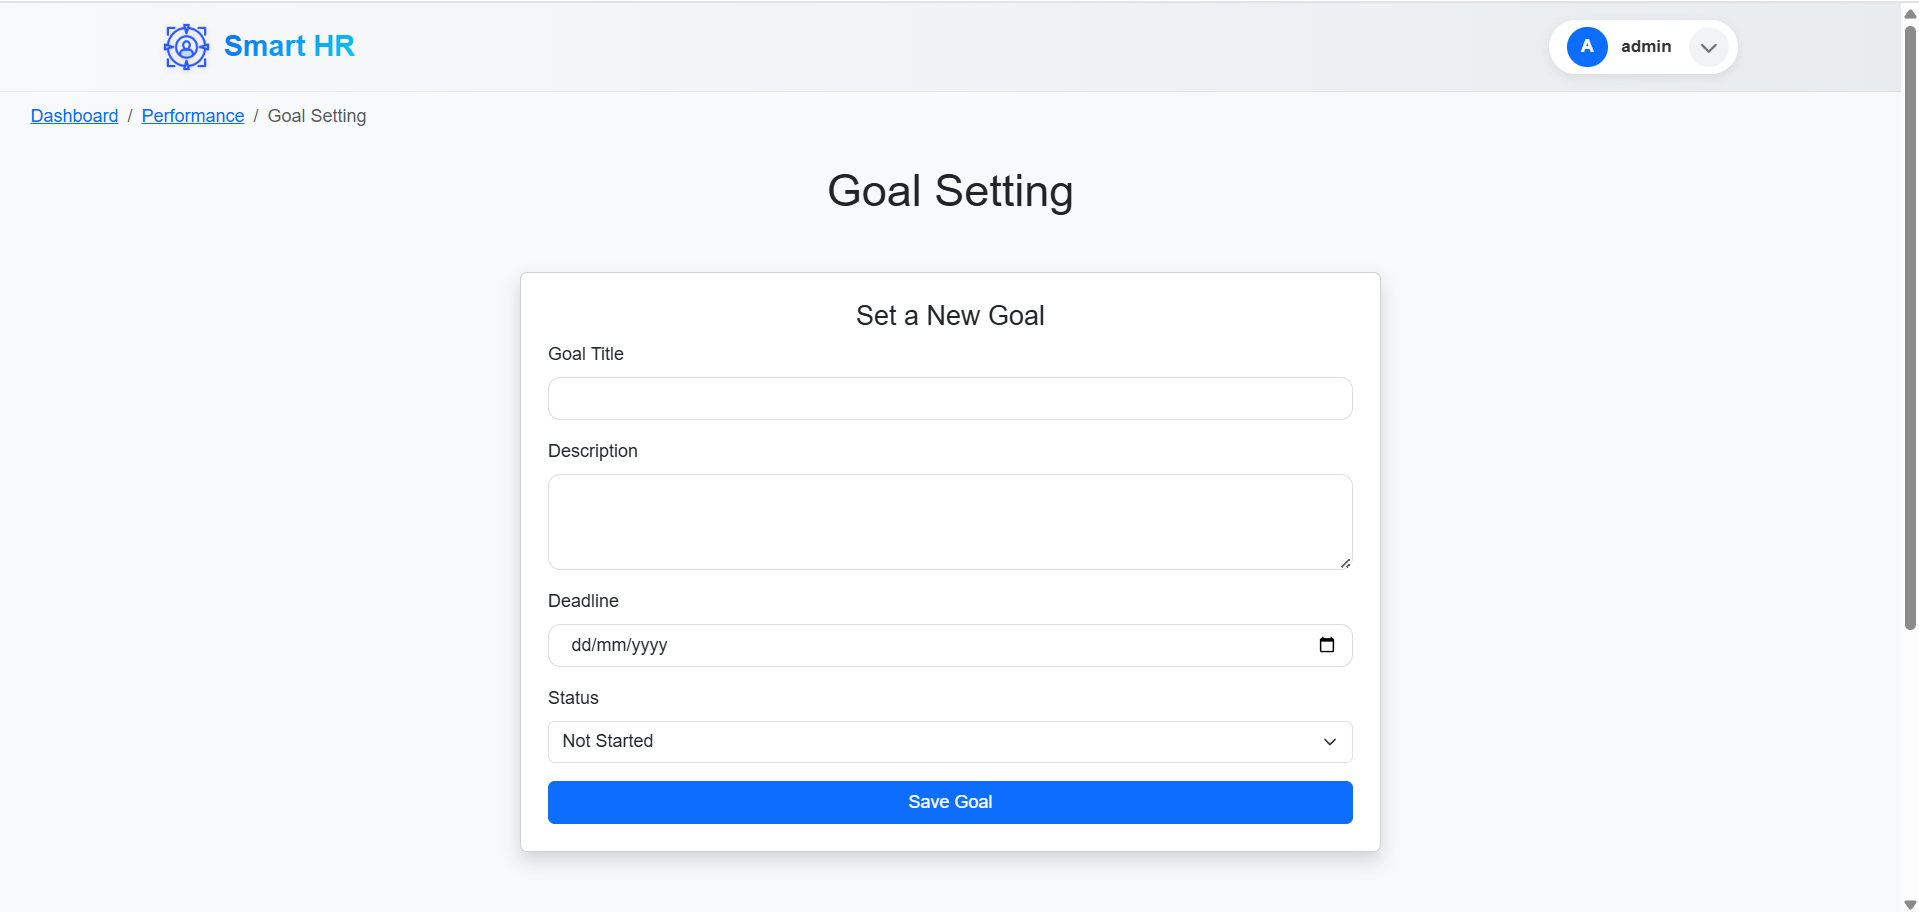 Smart HR
A admin
Dashboard / Performance / Goal Setting
Goal Setting
Set a New Goal
Goal Title
Description
Deadline
dd/mm/yyyy
Status
Not Started
Save Goal